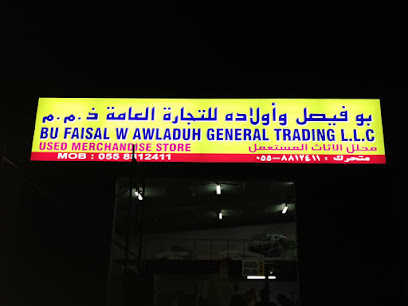 بو فيصل وأولاده للتجارة العامة ذ.م.م
BU FAISAL W AWLADUH GENERAL TRADING L.L.C
USED MERCHANDISE STORE محلل الاثاث المستعمل
MOB : 055 8812411 متحرك : ٠٥٥-٨٨١٢٤١١